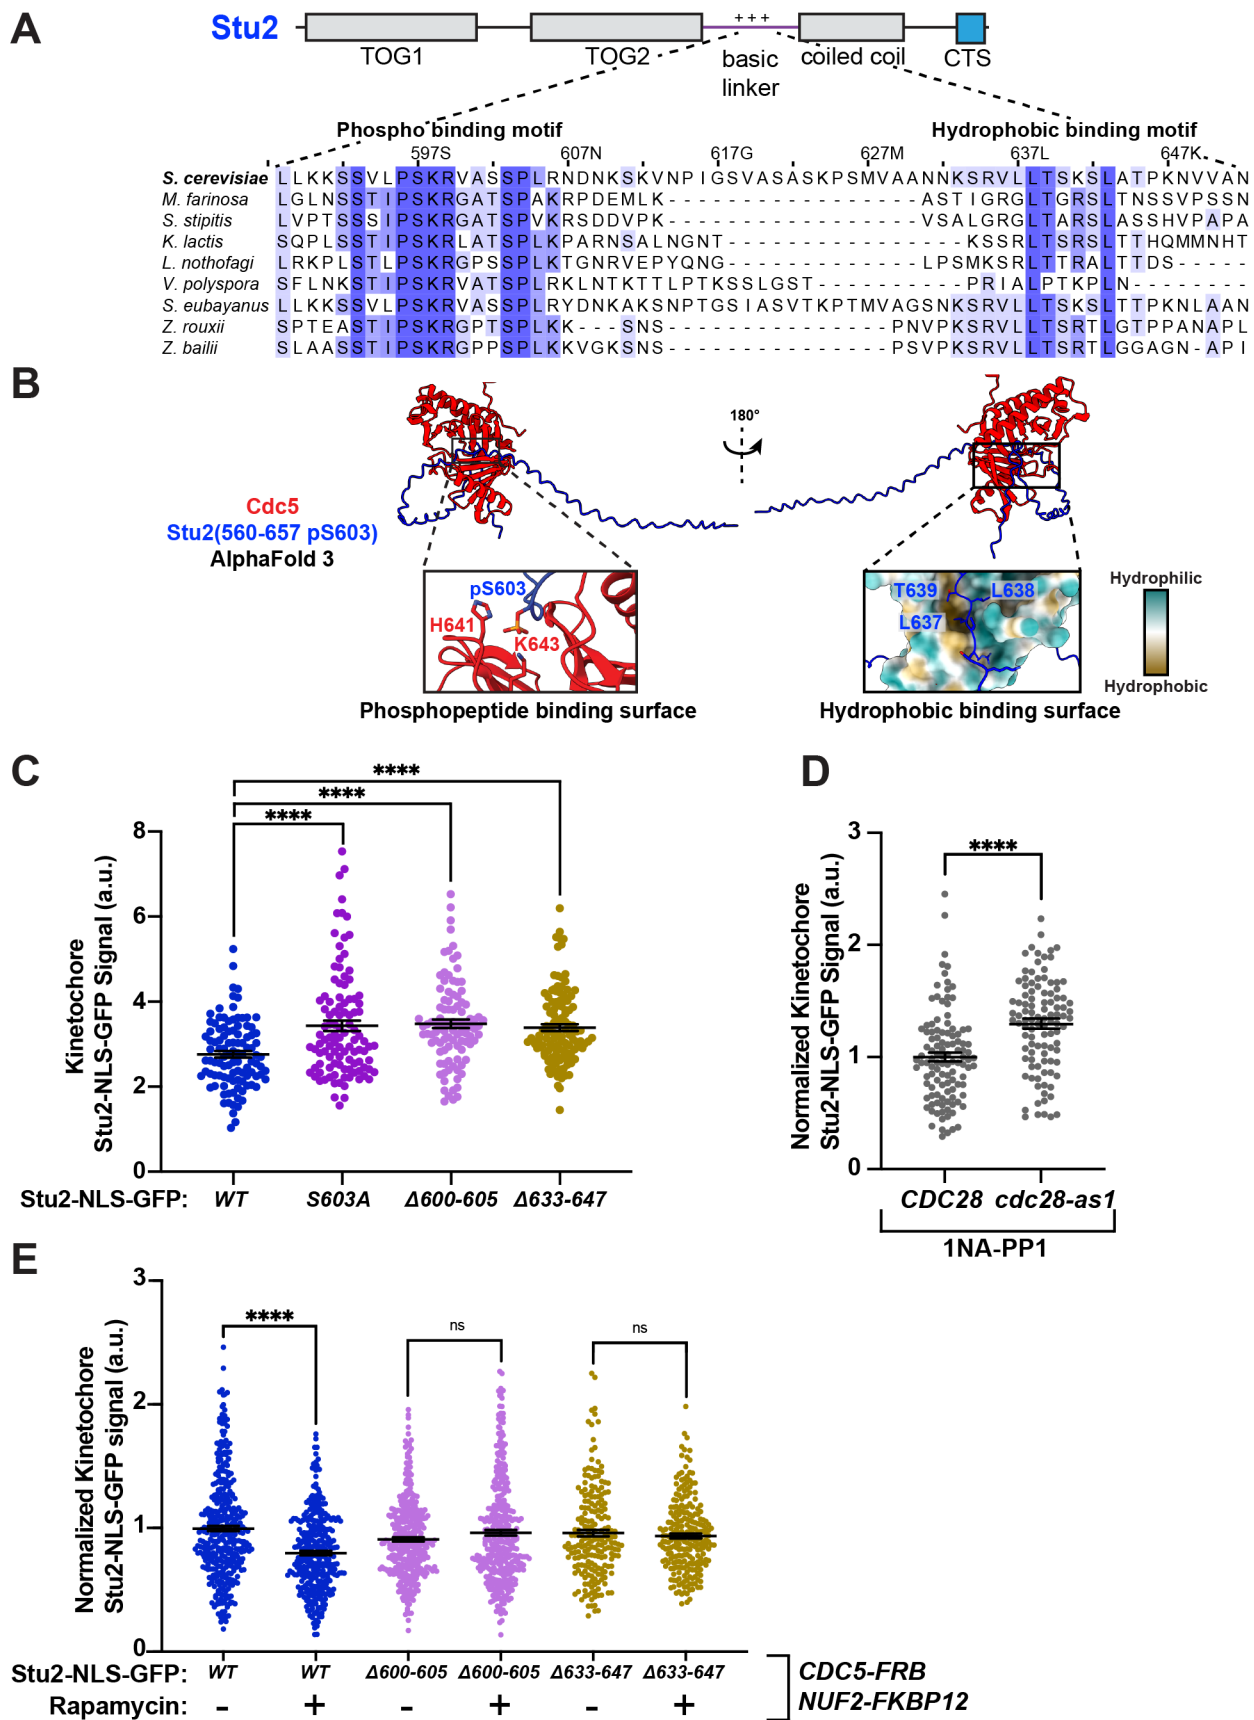 A
Stu2
+++
TOG1
TOG2
basic
linker
coiled coil
CTS
Phospho binding motif
Hydrophobic binding motif
597S 607N 617G 627M 637L 647K
S. cerevisiae LLKKSSVLPSKRVASSPLRNDNKSKVNPIGSVASASKPSMVAANNKSRVLLTSKSLATPKNVVAN
M. farinosa LGLNSSTIPSKRGATSPAKRPDEMLK-----------------ASTIGRGLTGRSLTNSSVPSSN
S. stipitis LVPTSSSIPSKRGATSPVKRSDDVPK-----------------VSALGRGLTARSLASSHVPAPA
K. lactis SQPLSSTIPSKRLATSPLKPARNSALNGNT----------------KSSRLTSRSLTTHQMMNHT
L. nothofagi LRKPLSTLPSKRGPSSPLKTGNRVEPYQNG-------------LPSMKSRLTTRALTTDS-----
V. polyspora SFLNKSTIPSKRVATSPLRKLNTKTTLPTKSSLGST-----------PRIALPTKPLN-------
S. eubayanus LLKKSSVLPSKRVASSPLRYDNKAKSNPTGSIASVTKPTMVAGSNKSRVLLTSKSLTTPKNLAAN
Z. rouxii SPTEASTIPSKRGPTSPLKK---SNS---------------PNVPKSRVLLTSRTLGTPPANAPL
Z. bailii SLAASSTIPSKRGPPSPLKKVGKSNS---------------PSVPKSRVLLTSRTLGGAGN-API
B
180°
Cdc5
Stu2(560-657 pS603)
AlphaFold 3
pS603
H641
K643
T639
L638
L637
Hydrophilic
Hydrophobic
Phosphopeptide binding surface
Hydrophobic binding surface
C
Kinetochore
Stu2-NLS-GFP Signal (a.u.)
8
6
4
2
0
****
****
****
Stu2-NLS-GFP: WT S603A Δ600-605 Δ633-647
D
Normalized Kinetochore
Stu2-NLS-GFP Signal (a.u.)
3
2
1
0
****
CDC28 cdc28-as1
1NA-PP1
E
Normalized Kinetochore
Stu2-NLS-GFP signal (a.u.)
3
2
1
0
**** ns ns
Stu2-NLS-GFP: WT WT Δ600-605 Δ600-605 Δ633-647 Δ633-647
Rapamycin: - + - + - +
CDC5-FRB
NUF2-FKBP12